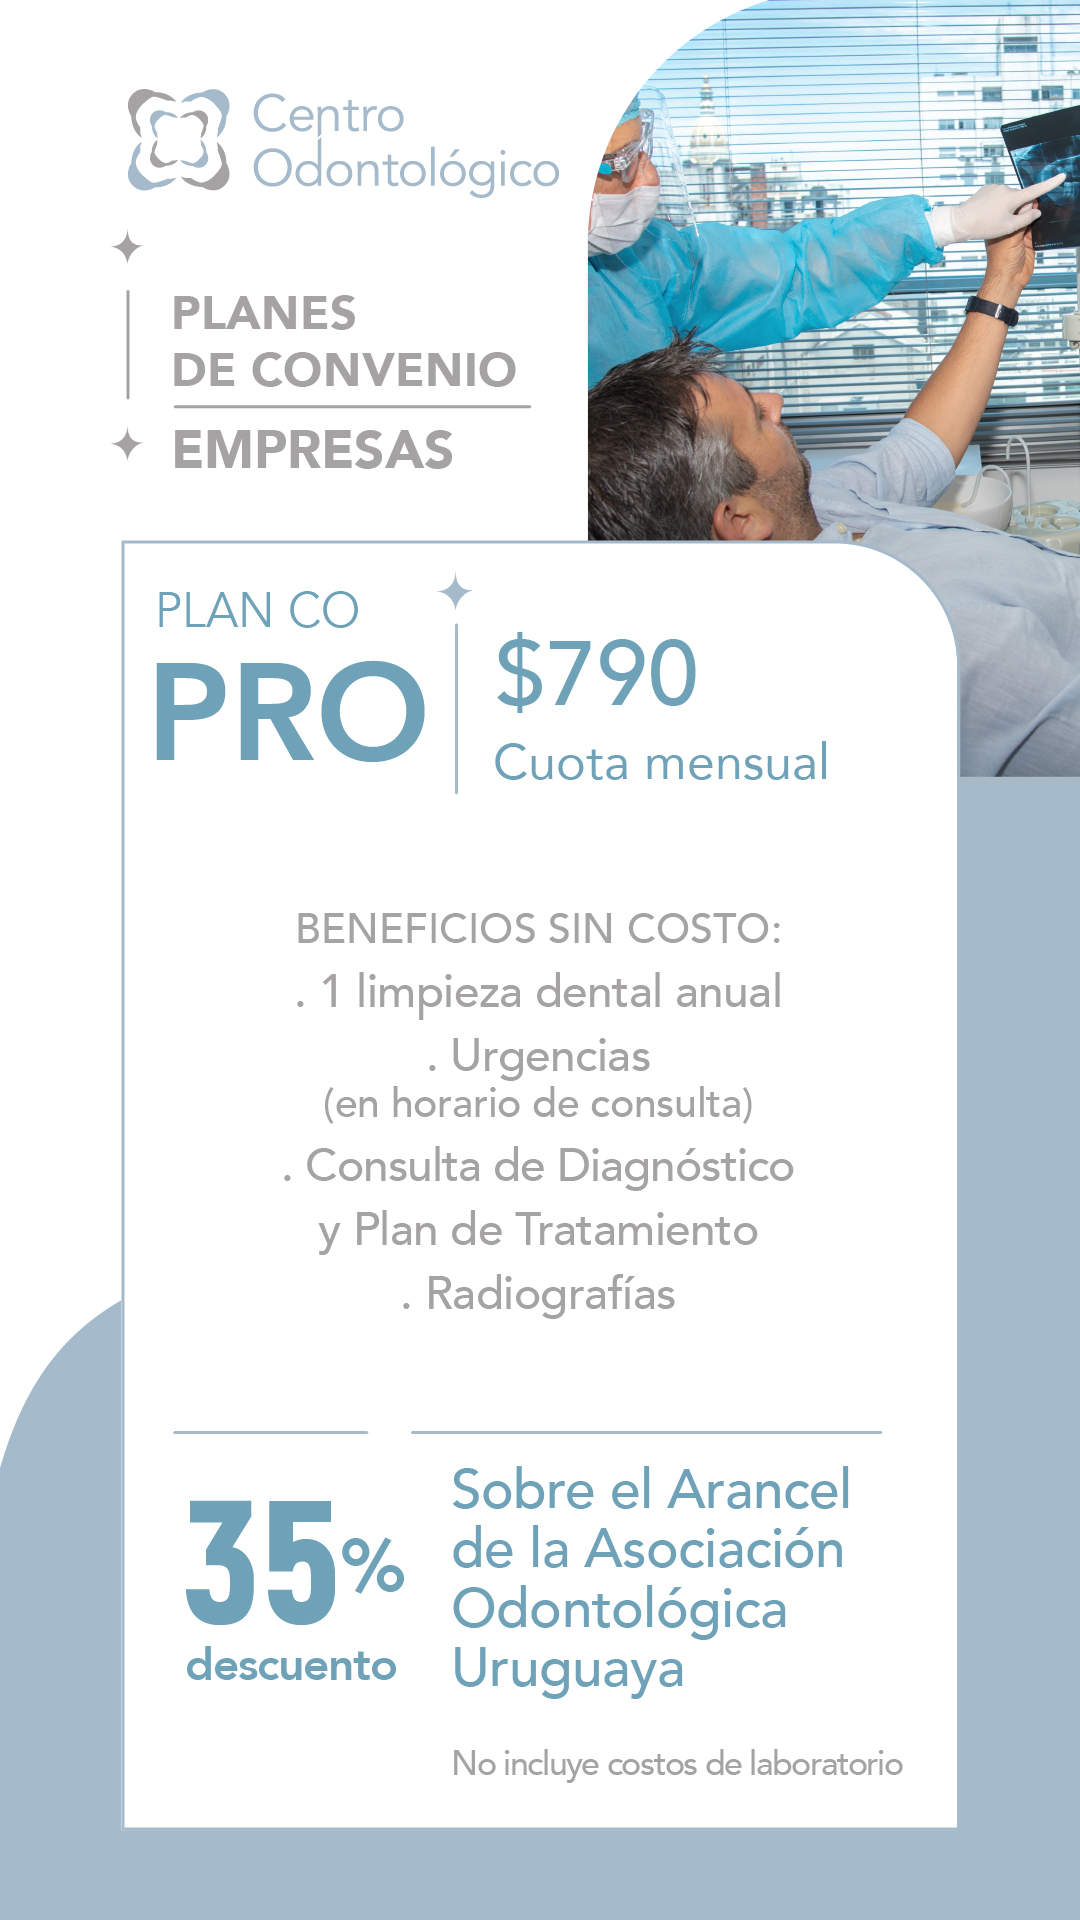 Centro
Odontológico
PLANES
DE CONVENIO
EMPRESAS
PLAN CO
PRO
$790
Cuota mensual
BENEFICIOS SIN COSTO:
. 1 limpieza dental anual
. Urgencias
(en horario de consulta)
. Consulta de Diagnóstico
y Plan de Tratamiento
. Radiografías
35%
descuento
Sobre el Arancel
de la Asociación
Odontológica
Uruguaya
No incluye costos de laboratorio